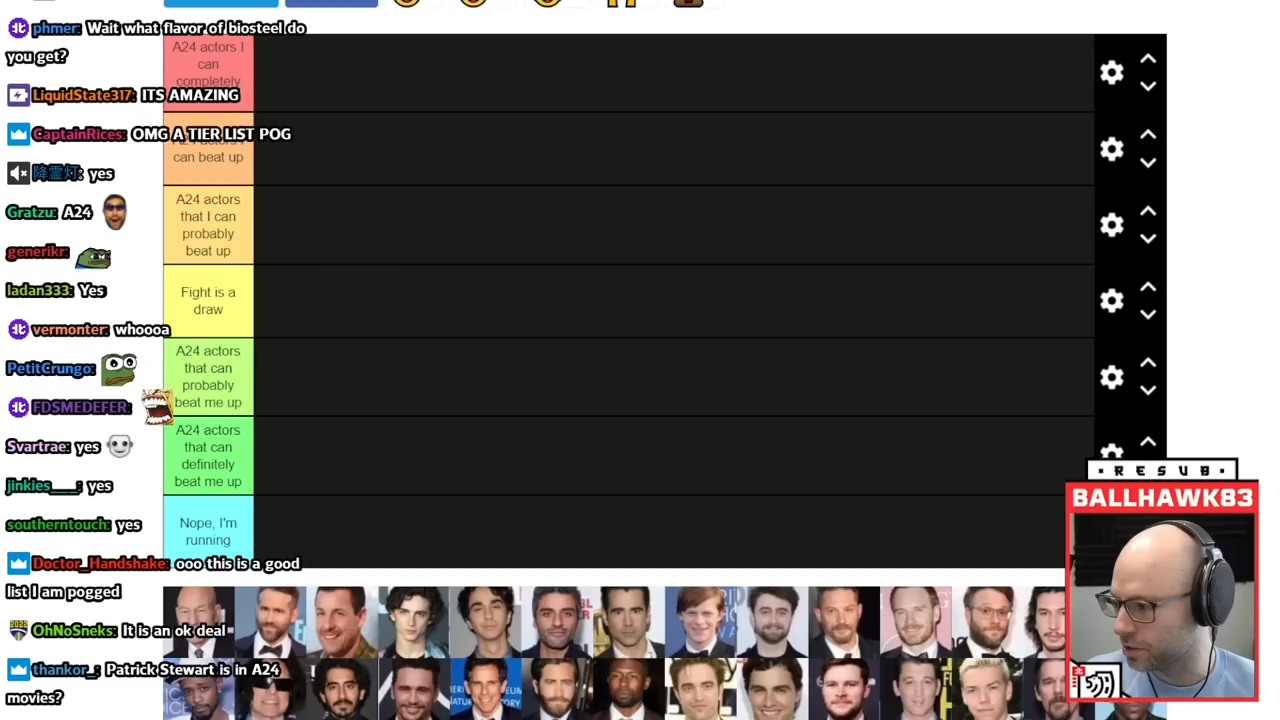 phmer: Wait what flavor of biosteel do
you get?
LiquidState317: ITS AMAZING
CaptainRices: OMG A TIER LIST POG
降霊灯: yes
Gratzu: A24
generikr:
ladan333: Yes
vermonter: whoooa
PetitCrungo:
FDSMEDEFER:
Svartrae: yes
jinkies___: yes
southerntouch: yes
Doctor_Handshake: ooo this is a good
list I am pogged
OhNoSneks: It is an ok deal
thankor_: Patrick Stewart is in A24
movies?
A24 actors I
can
completely
can beat up
A24 actors
that I can
probably
beat up
Fight is a
draw
A24 actors
that can
probably
beat me up
A24 actors
that can
definitely
beat me up
Nope, I'm
running
RESUB
BALLHAWK83